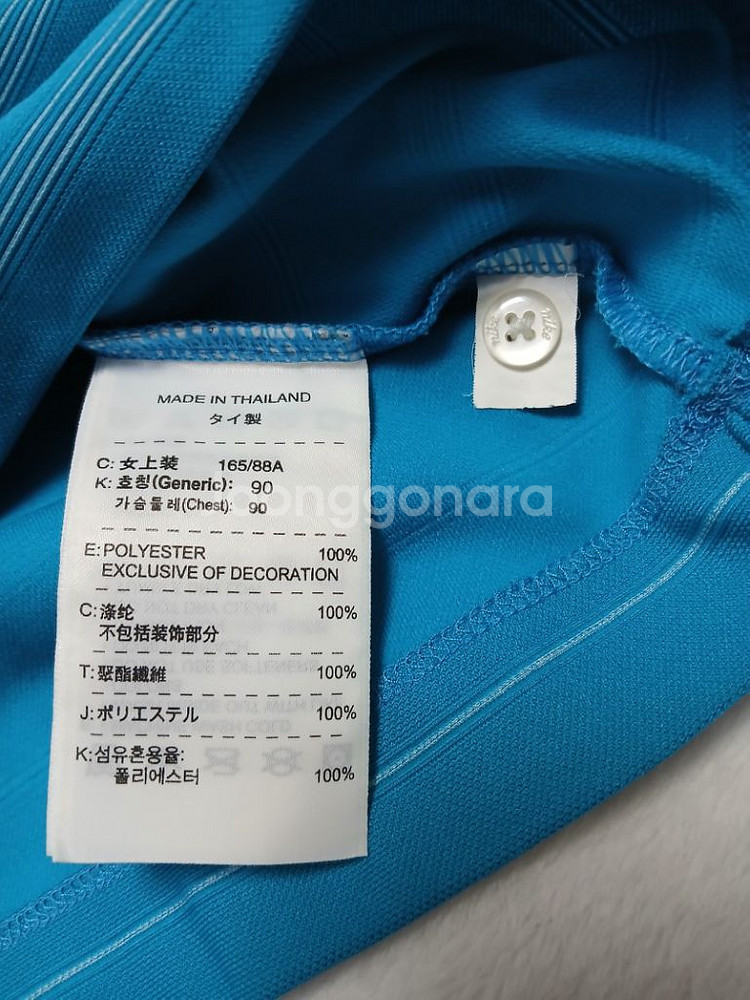 MADE IN THAILAND
タイ製
C: 女上装 165/88A
K: 호칭(Generic): 90
가슴둘레(Chest): 90
E: POLYESTER 100%
EXCLUSIVE OF DECORATION
C: 涤纶 100%
不包括装饰部分
T: 聚酯纖維 100%
J: ポリエステル 100%
K: 섬유혼용율:
폴리에스터 100%
nike
nike
joonggonara